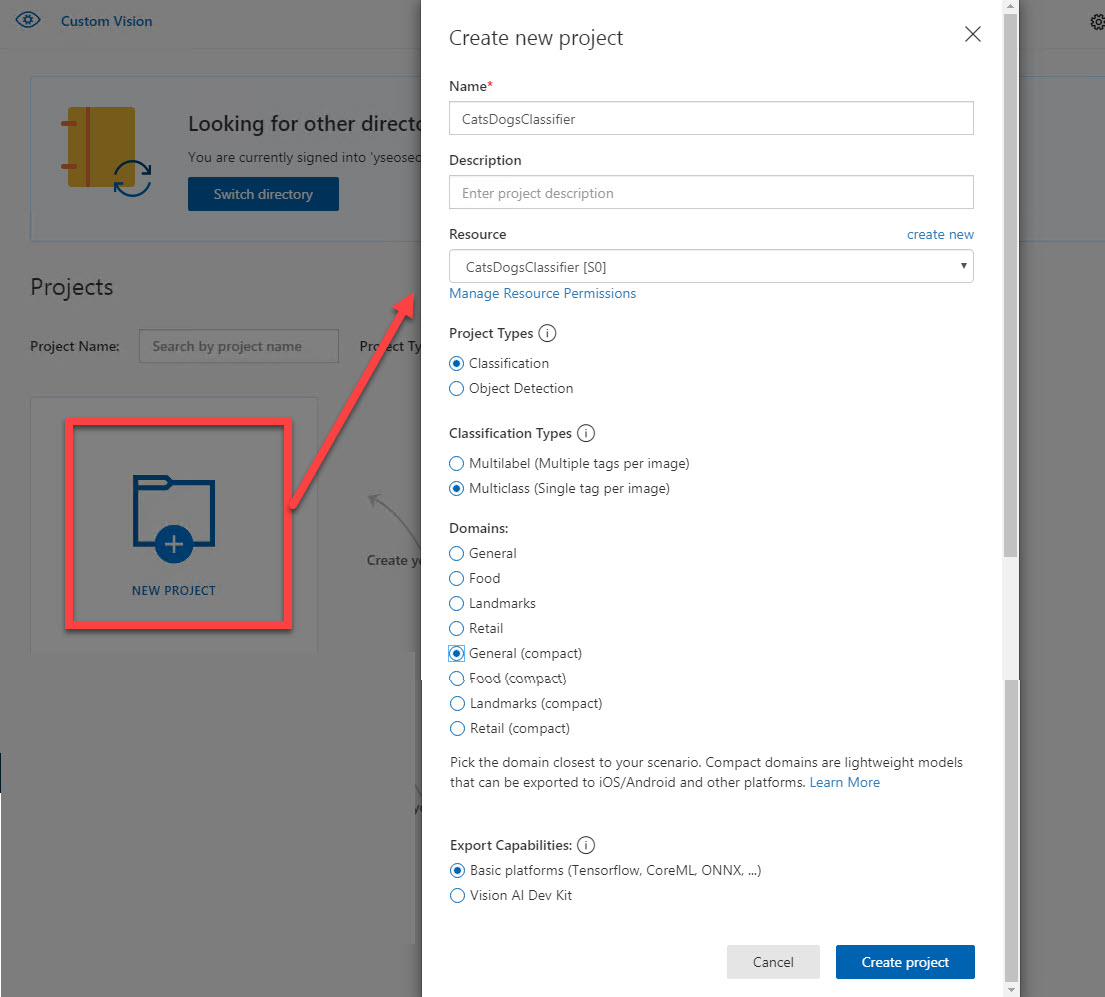 Custom Vision
Looking for other directo
You are currently signed into 'yseosec
Switch directory
Projects
Project Name:
Search by project name
Project Ty
NEW PROJECT
Create yo
Create new project
Name*
CatsDogsClassifier
Description
Enter project description
Resource
create new
CatsDogsClassifier [S0]
Manage Resource Permissions
Project Types
Classification
Object Detection
Classification Types
Multilabel (Multiple tags per image)
Multiclass (Single tag per image)
Domains:
General
Food
Landmarks
Retail
General (compact)
Food (compact)
Landmarks (compact)
Retail (compact)
Pick the domain closest to your scenario. Compact domains are lightweight models
that can be exported to iOS/Android and other platforms. Learn More
Export Capabilities:
Basic platforms (Tensorflow, CoreML, ONNX, ...)
Vision AI Dev Kit
Cancel
Create project